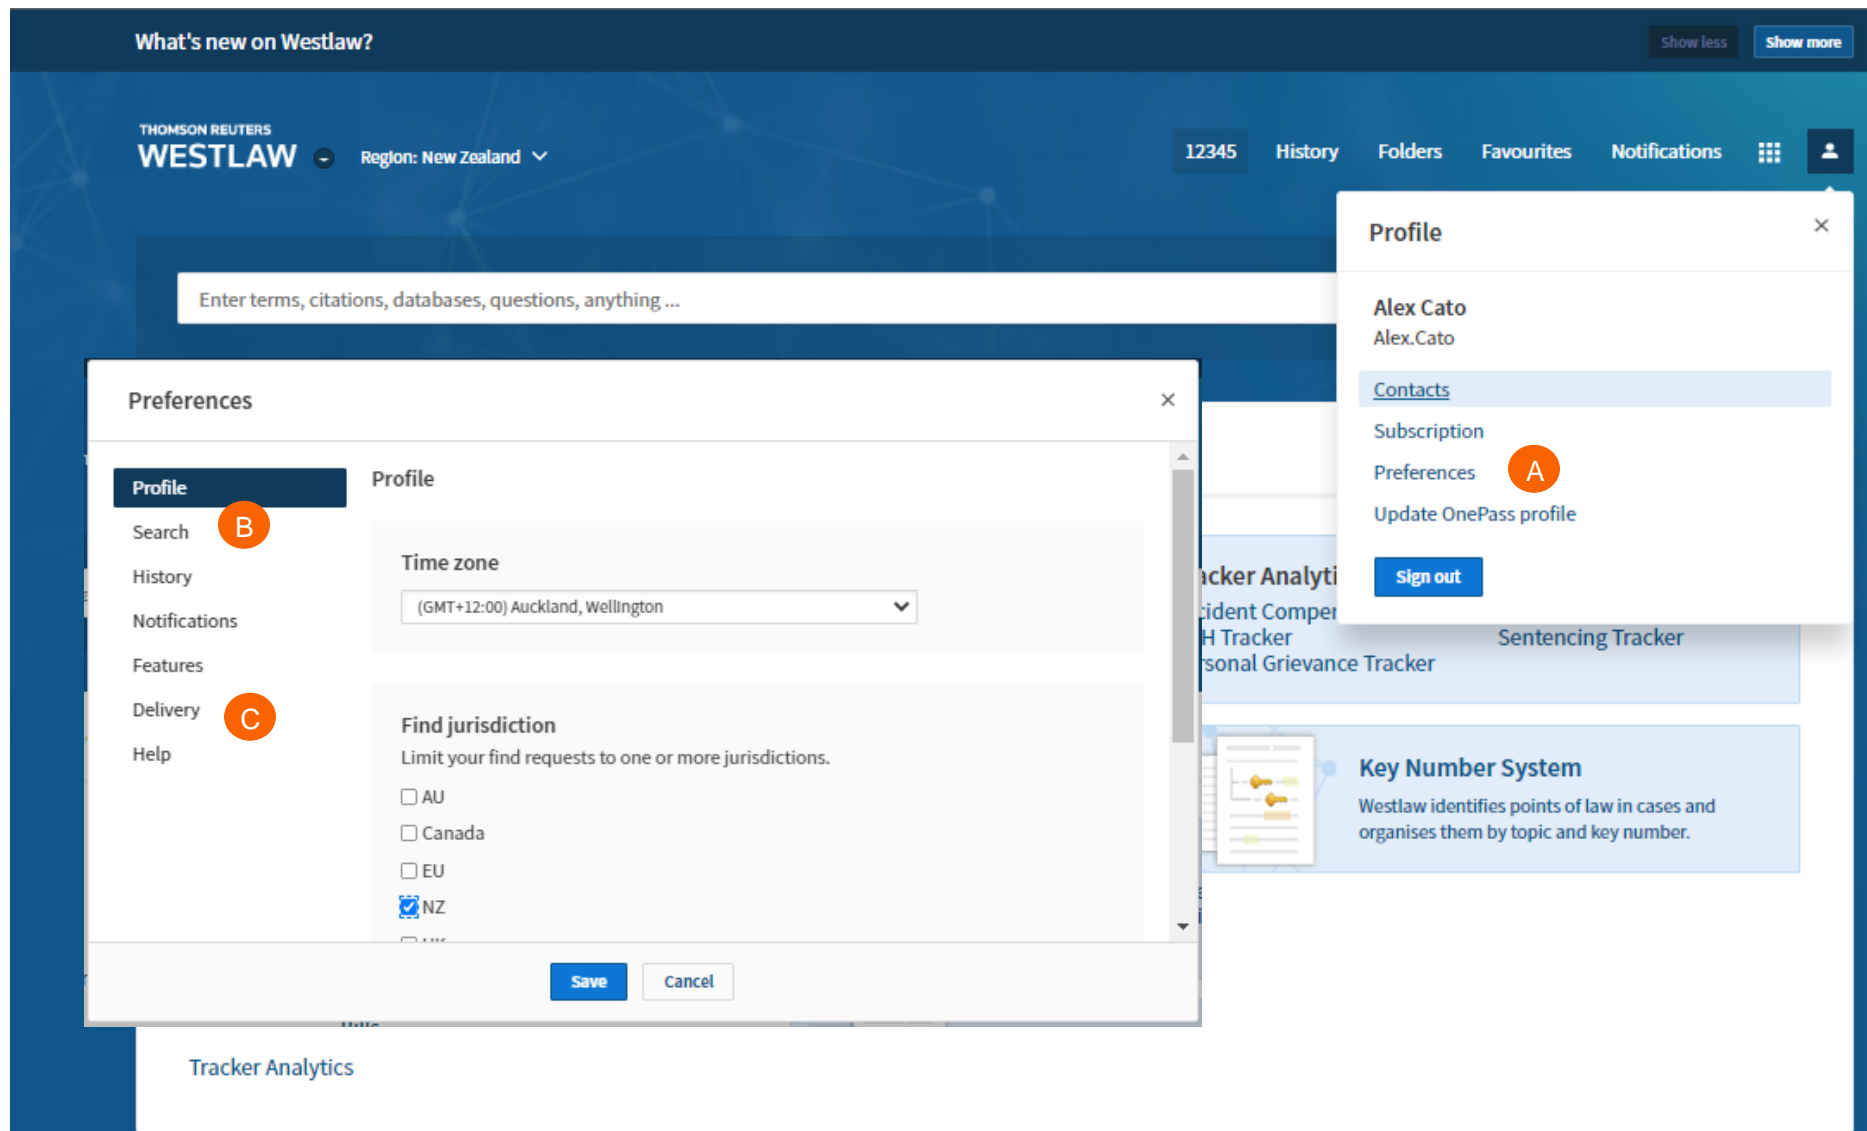 What's new on Westlaw?
Show less
Show more
THOMSON REUTERS
WESTLAW
Region: New Zealand
12345
History
Folders
Favourites
Notifications
Enter terms, citations, databases, questions, anything ...
Profile
Alex Cato
Alex.Cato
Contacts
Subscription
Preferences
A
Update OnePass profile
Sign out
Preferences
Profile
B
Search
History
Notifications
Features
Delivery
C
Help
Profile
Time zone
(GMT+12:00) Auckland, Wellington
Find jurisdiction
Limit your find requests to one or more jurisdictions.
AU
Canada
EU
NZ
Save
Cancel
acker Analyti
cident Compen
H Tracker
Sentencing Tracker
rsonal Grievance Tracker
Key Number System
Westlaw identifies points of law in cases and
organises them by topic and key number.
Tracker Analytics